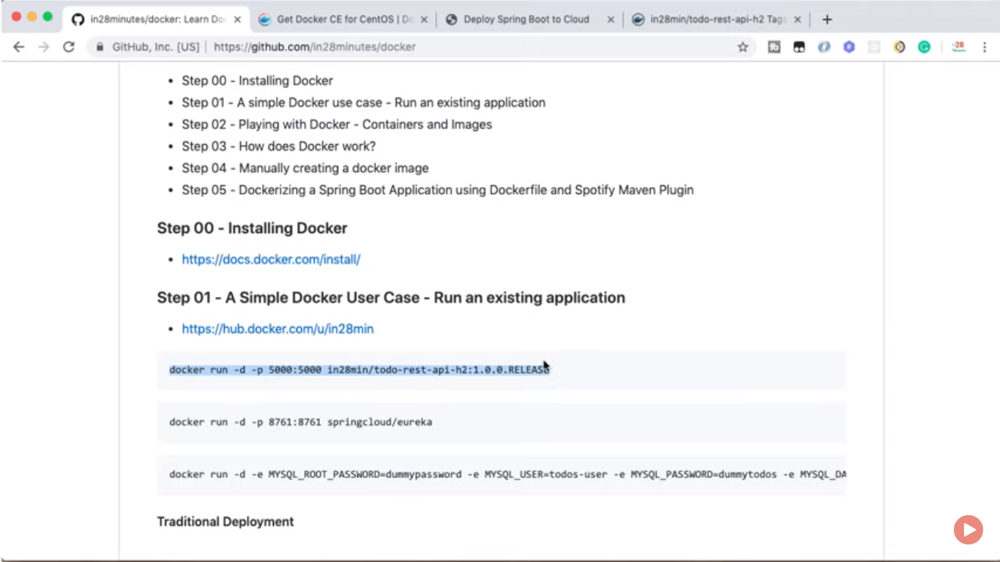 in28minutes/docker: Learn Doc
Get Docker CE for CentOS | Do
Deploy Spring Boot to Cloud
in28min/todo-rest-api-h2 Tags
GitHub, Inc. [US] | https://github.com/in28minutes/docker
-28
• Step 00 - Installing Docker
• Step 01 - A simple Docker use case - Run an existing application
• Step 02 - Playing with Docker - Containers and Images
• Step 03 - How does Docker work?
• Step 04 - Manually creating a docker image
• Step 05 - Dockerizing a Spring Boot Application using Dockerfile and Spotify Maven Plugin
Step 00 - Installing Docker
• https://docs.docker.com/install/
Step 01 - A Simple Docker User Case - Run an existing application
• https://hub.docker.com/u/in28min
docker run -d -p 5000:5000 in28min/todo-rest-api-h2:1.0.0.RELEASE
docker run -d -p 8761:8761 springcloud/eureka
docker run -d -e MYSQL_ROOT_PASSWORD=dummypassword -e MYSQL_USER=todos-user -e MYSQL_PASSWORD=dummytodos -e MYSQL_DA
Traditional Deployment